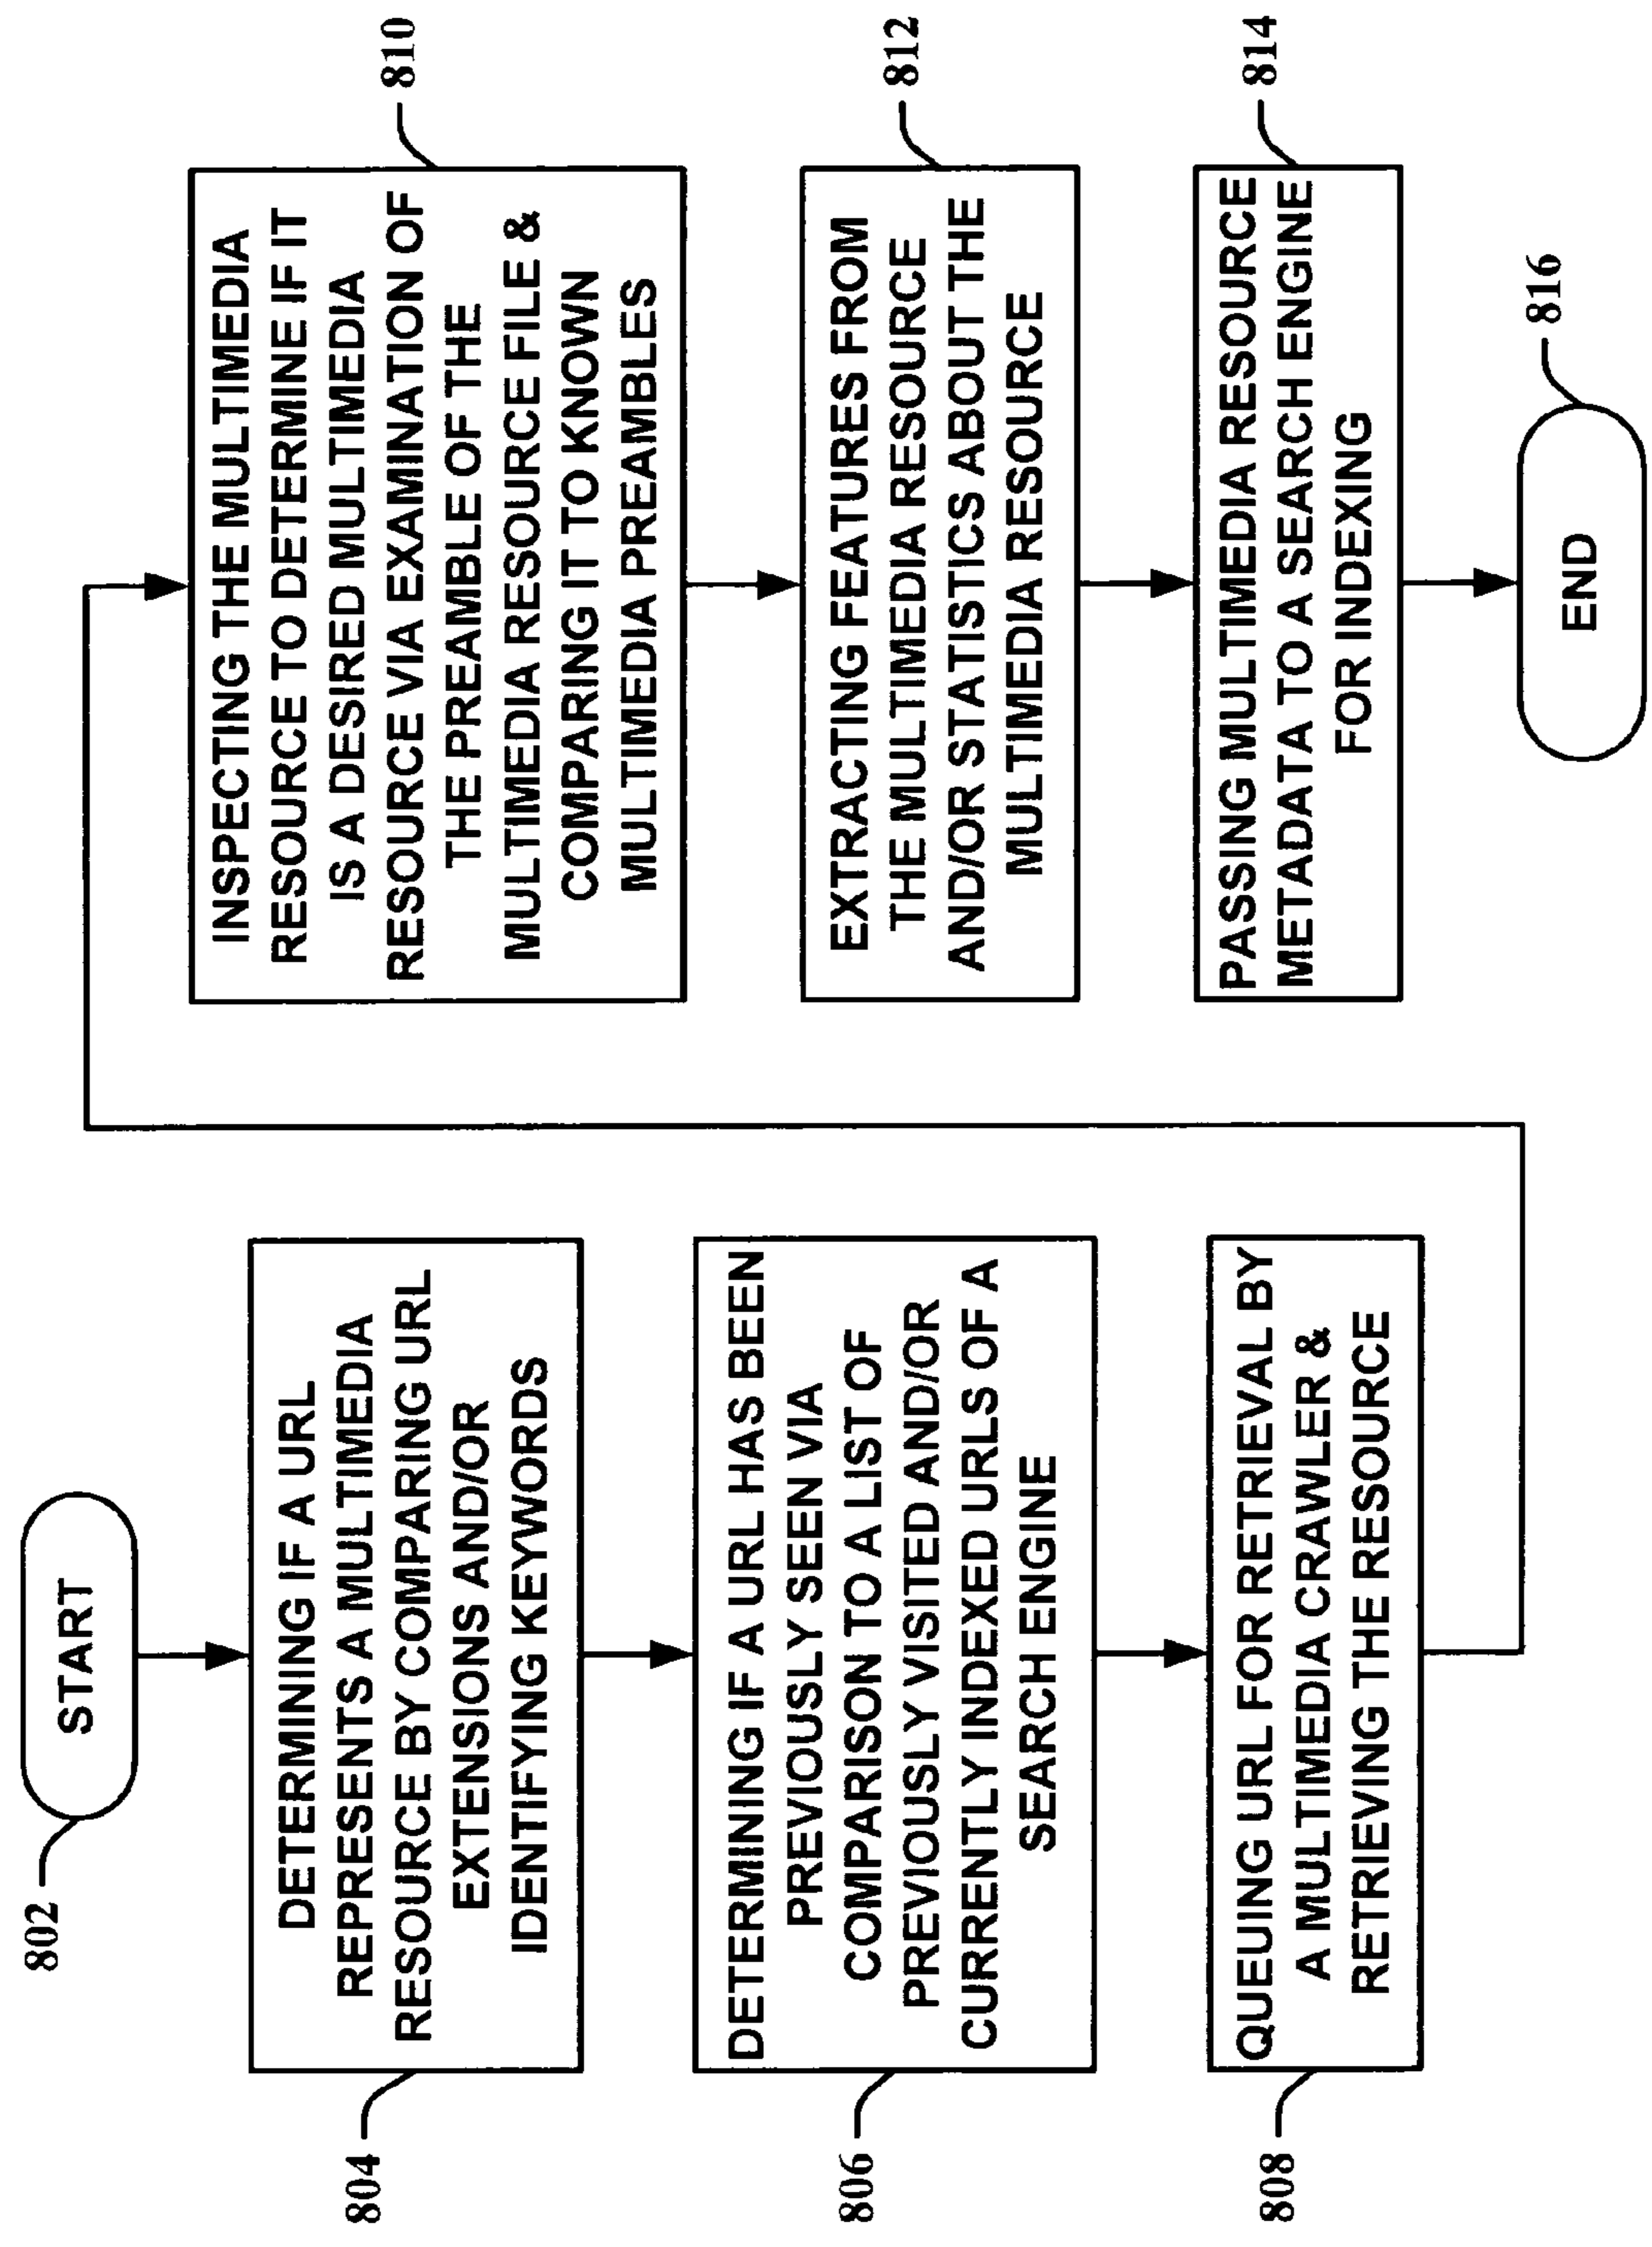 START
802
DETERMINING IF A URL
REPRESENTS A MULTIMEDIA
RESOURCE BY COMPARING URL
EXTENSIONS AND/OR
IDENTIFYING KEYWORDS
804
DETERMINING IF A URL HAS BEEN
PREVIOUSLY SEEN VIA
COMPARISON TO A LIST OF
PREVIOUSLY VISITED AND/OR
CURRENTLY INDEXED URLS OF A
SEARCH ENGINE
806
QUEUING URL FOR RETRIEVAL BY
A MULTIMEDIA CRAWLER &
RETRIEVING THE RESOURCE
808
INSPECTING THE MULTIMEDIA
RESOURCE TO DETERMINE IF IT
IS A DESIRED MULTIMEDIA
RESOURCE VIA EXAMINATION OF
THE PREAMBLE OF THE
MULTIMEDIA RESOURCE FILE &
COMPARING IT TO KNOWN
MULTIMEDIA PREAMBLES
810
EXTRACTING FEATURES FROM
THE MULTIMEDIA RESOURCE
AND/OR STATISTICS ABOUT THE
MULTIMEDIA RESOURCE
812
PASSING MULTIMEDIA RESOURCE
METADATA TO A SEARCH ENGINE
FOR INDEXING
814
END
816